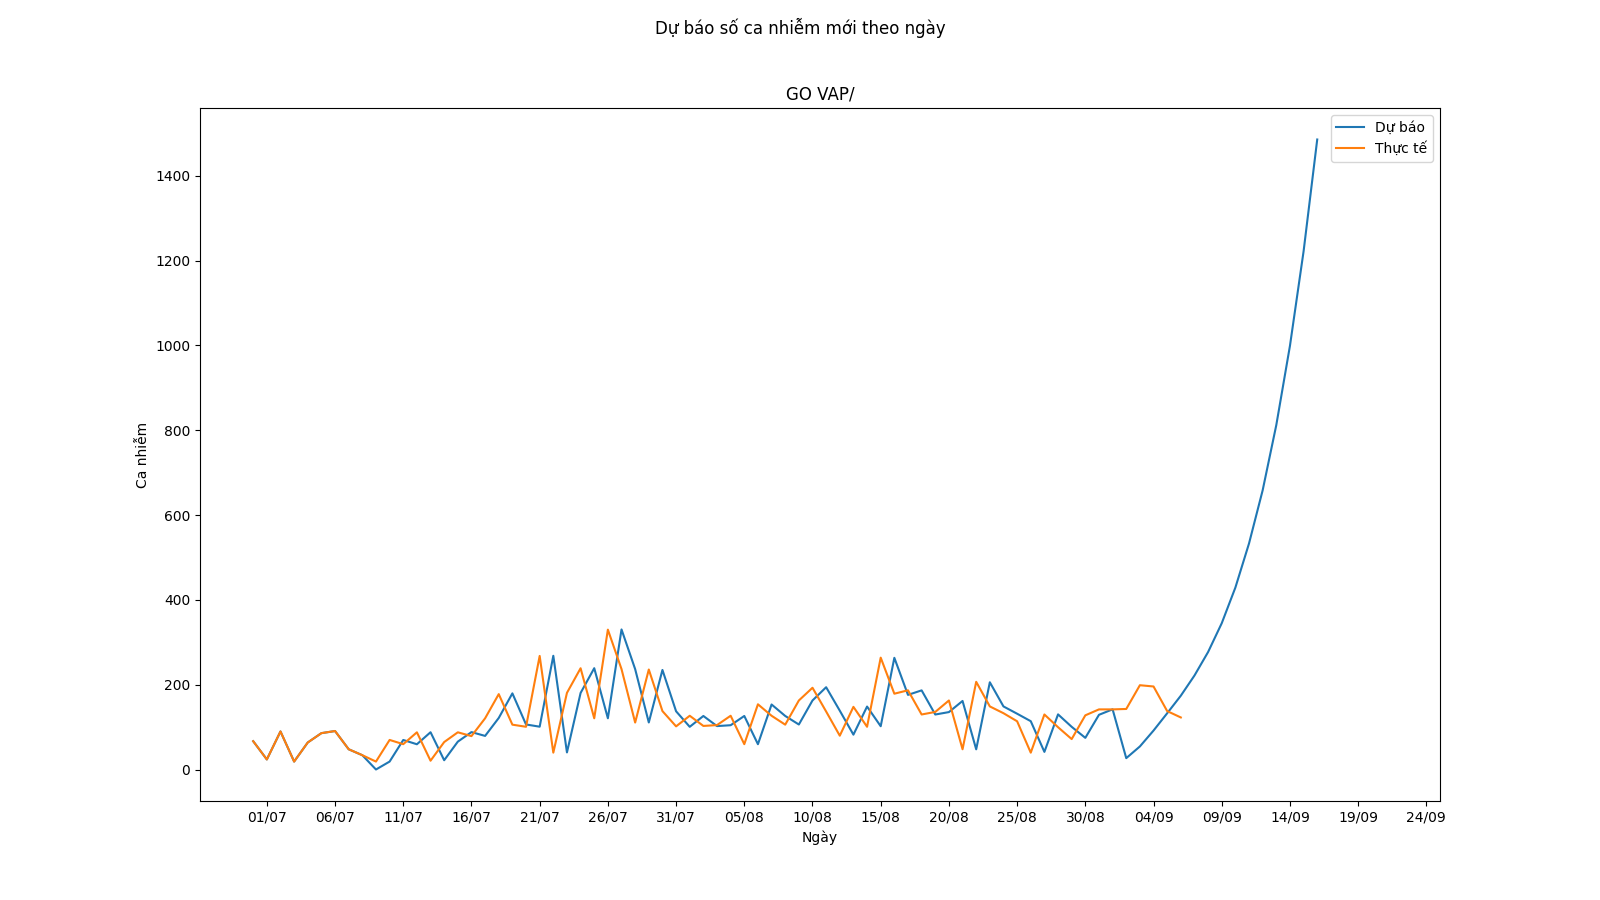 Dự báo số ca nhiễm mới theo ngày
GO VAP/
Dự báo
Thực tế
1400
1200
1000
800
600
400
200
0
Ca nhiễm
01/07 06/07 11/07 16/07 21/07 26/07 31/07 05/08 10/08 15/08 20/08 25/08 30/08 04/09 09/09 14/09 19/09 24/09
Ngày